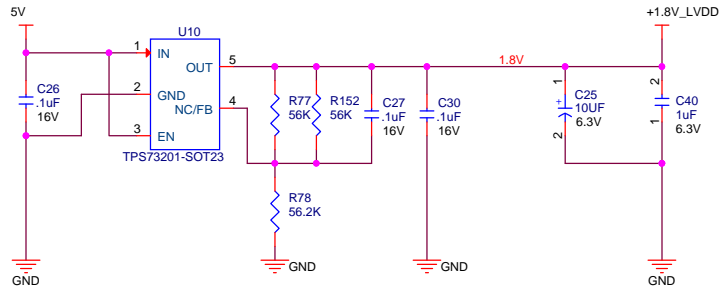 5V
+1.8V_LVDD
U10
1
IN
OUT
5
1.8V
2
GND
NC/FB
4
3
EN
TPS73201-SOT23
C26
.1uF
16V
R77
56K
R152
56K
C27
.1uF
16V
C30
.1uF
16V
1
+
2
C25
10UF
6.3V
2
1
C40
1uF
6.3V
R78
56.2K
GND
GND
GND
GND